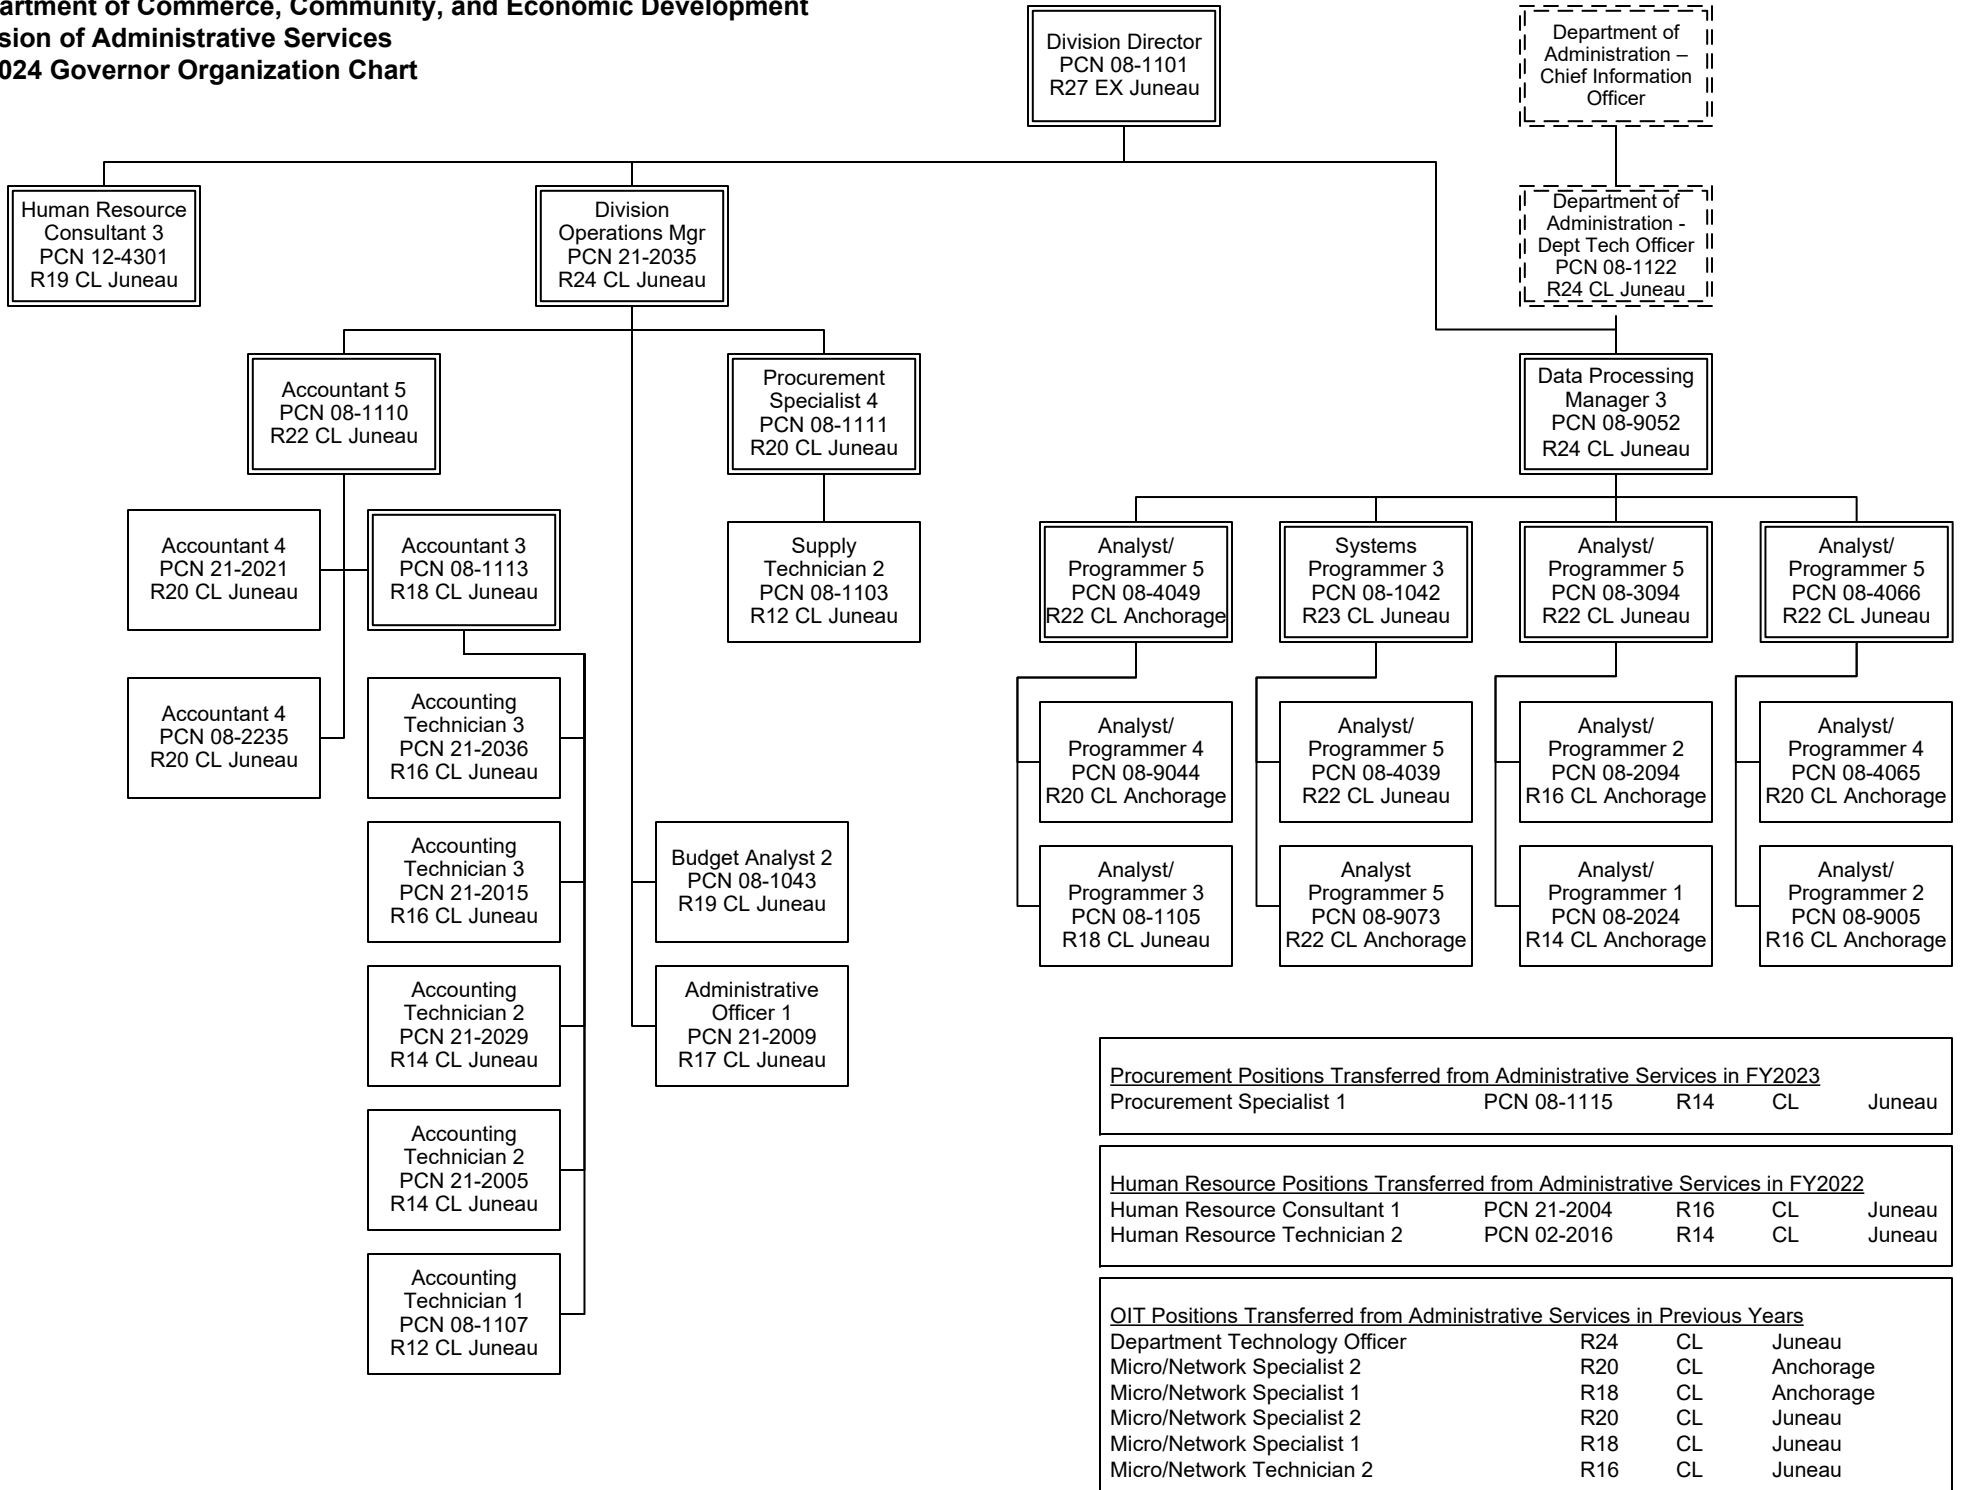 artment of Commerce, Community, and Economic Development
sion of Administrative Services
024 Governor Organization Chart
Division Director
PCN 08-1101
R27 EX Juneau
Department of
Administration –
Chief Information
Officer
Human Resource
Consultant 3
PCN 12-4301
R19 CL Juneau
Division
Operations Mgr
PCN 21-2035
R24 CL Juneau
Department of
Administration -
Dept Tech Officer
PCN 08-1122
R24 CL Juneau
Accountant 5
PCN 08-1110
R22 CL Juneau
Procurement
Specialist 4
PCN 08-1111
R20 CL Juneau
Data Processing
Manager 3
PCN 08-9052
R24 CL Juneau
Accountant 4
PCN 21-2021
R20 CL Juneau
Accountant 3
PCN 08-1113
R18 CL Juneau
Supply
Technician 2
PCN 08-1103
R12 CL Juneau
Analyst/
Programmer 5
PCN 08-4049
R22 CL Anchorage
Systems
Programmer 3
PCN 08-1042
R23 CL Juneau
Analyst/
Programmer 5
PCN 08-3094
R22 CL Juneau
Analyst/
Programmer 5
PCN 08-4066
R22 CL Juneau
Accountant 4
PCN 08-2235
R20 CL Juneau
Accounting
Technician 3
PCN 21-2036
R16 CL Juneau
Analyst/
Programmer 4
PCN 08-9044
R20 CL Anchorage
Analyst/
Programmer 5
PCN 08-4039
R22 CL Juneau
Analyst/
Programmer 2
PCN 08-2094
R16 CL Anchorage
Analyst/
Programmer 4
PCN 08-4065
R20 CL Anchorage
Accounting
Technician 3
PCN 21-2015
R16 CL Juneau
Budget Analyst 2
PCN 08-1043
R19 CL Juneau
Analyst/
Programmer 3
PCN 08-1105
R18 CL Juneau
Analyst
Programmer 5
PCN 08-9073
R22 CL Anchorage
Analyst/
Programmer 1
PCN 08-2024
R14 CL Anchorage
Analyst/
Programmer 2
PCN 08-9005
R16 CL Anchorage
Accounting
Technician 2
PCN 21-2029
R14 CL Juneau
Administrative
Officer 1
PCN 21-2009
R17 CL Juneau
Accounting
Technician 2
PCN 21-2005
R14 CL Juneau
Accounting
Technician 1
PCN 08-1107
R12 CL Juneau
Procurement Positions Transferred from Administrative Services in FY2023
Procurement Specialist 1 PCN 08-1115 R14 CL Juneau
Human Resource Positions Transferred from Administrative Services in FY2022
Human Resource Consultant 1 PCN 21-2004 R16 CL Juneau
Human Resource Technician 2 PCN 02-2016 R14 CL Juneau
OIT Positions Transferred from Administrative Services in Previous Years
Department Technology Officer R24 CL Juneau
Micro/Network Specialist 2 R20 CL Anchorage
Micro/Network Specialist 1 R18 CL Anchorage
Micro/Network Specialist 2 R20 CL Juneau
Micro/Network Specialist 1 R18 CL Juneau
Micro/Network Technician 2 R16 CL Juneau